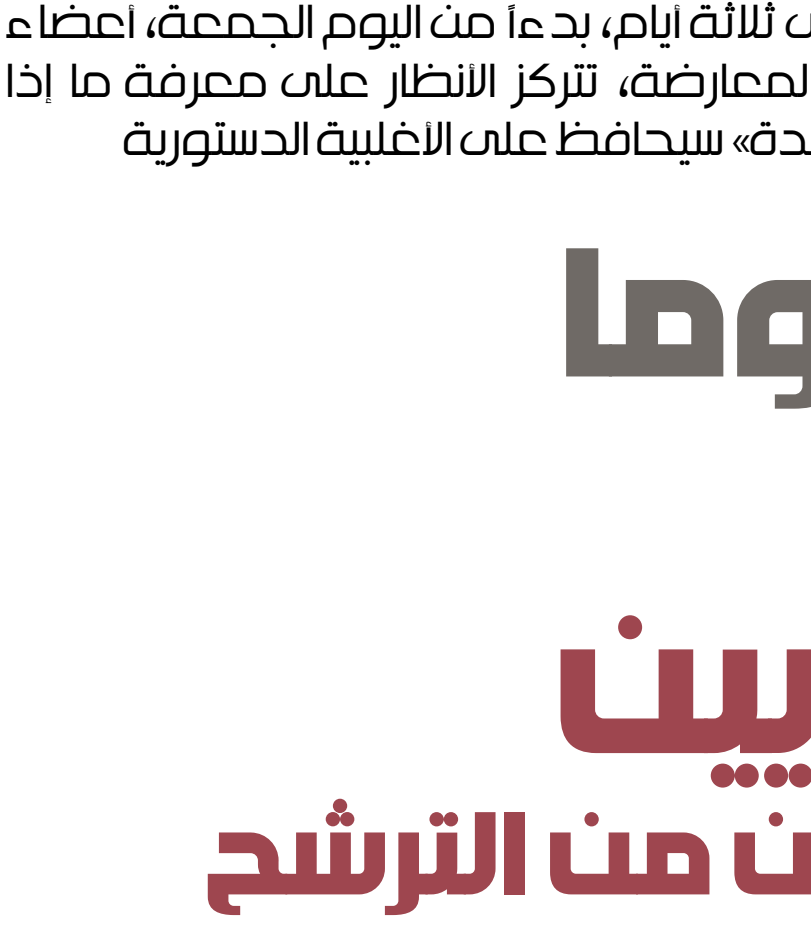 ثلاثة أيام، بدءاً من اليوم الجمعة، أعضاء
لمعارضة، تتركز الأنظار على معرفة ما إذا
دة» سيحافظ على الأغلبية الدستورية
وما
يين
ن من الترشح